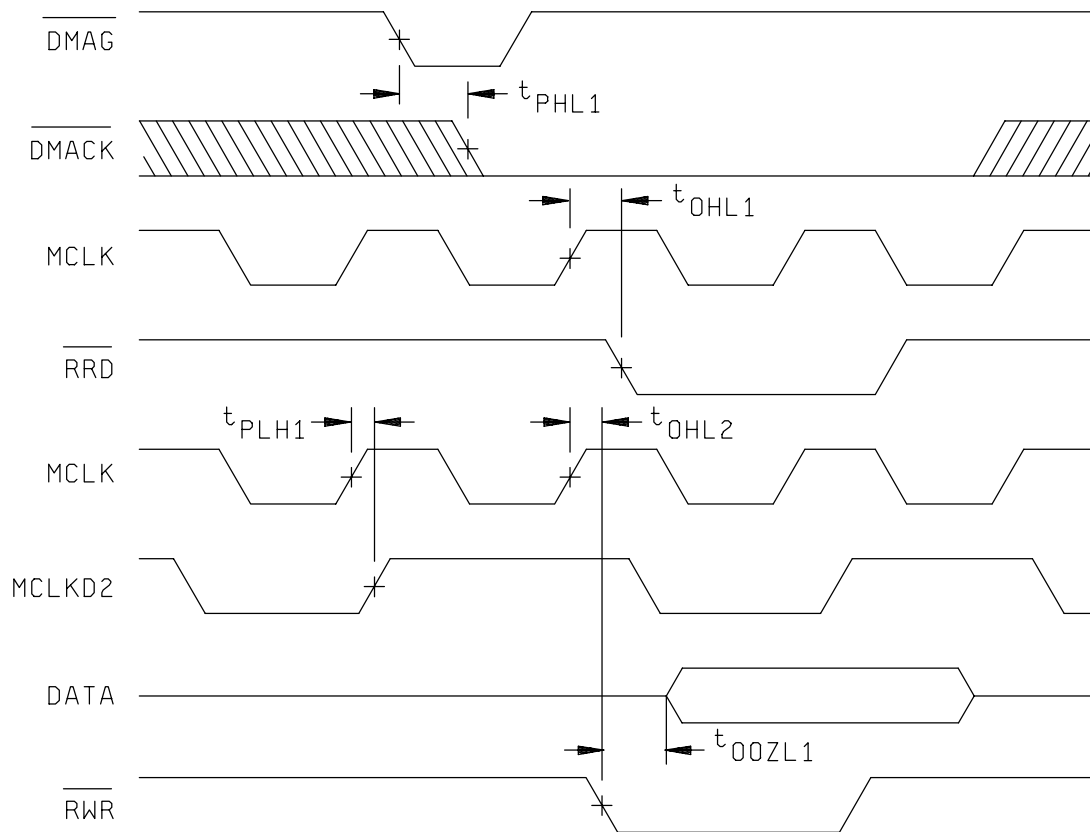 DMAG
tPHL1
DMACK
tOHL1
MCLK
RRD
tPLH1
tOHL2
MCLK
MCLKD2
DATA
tOOZL1
RWR